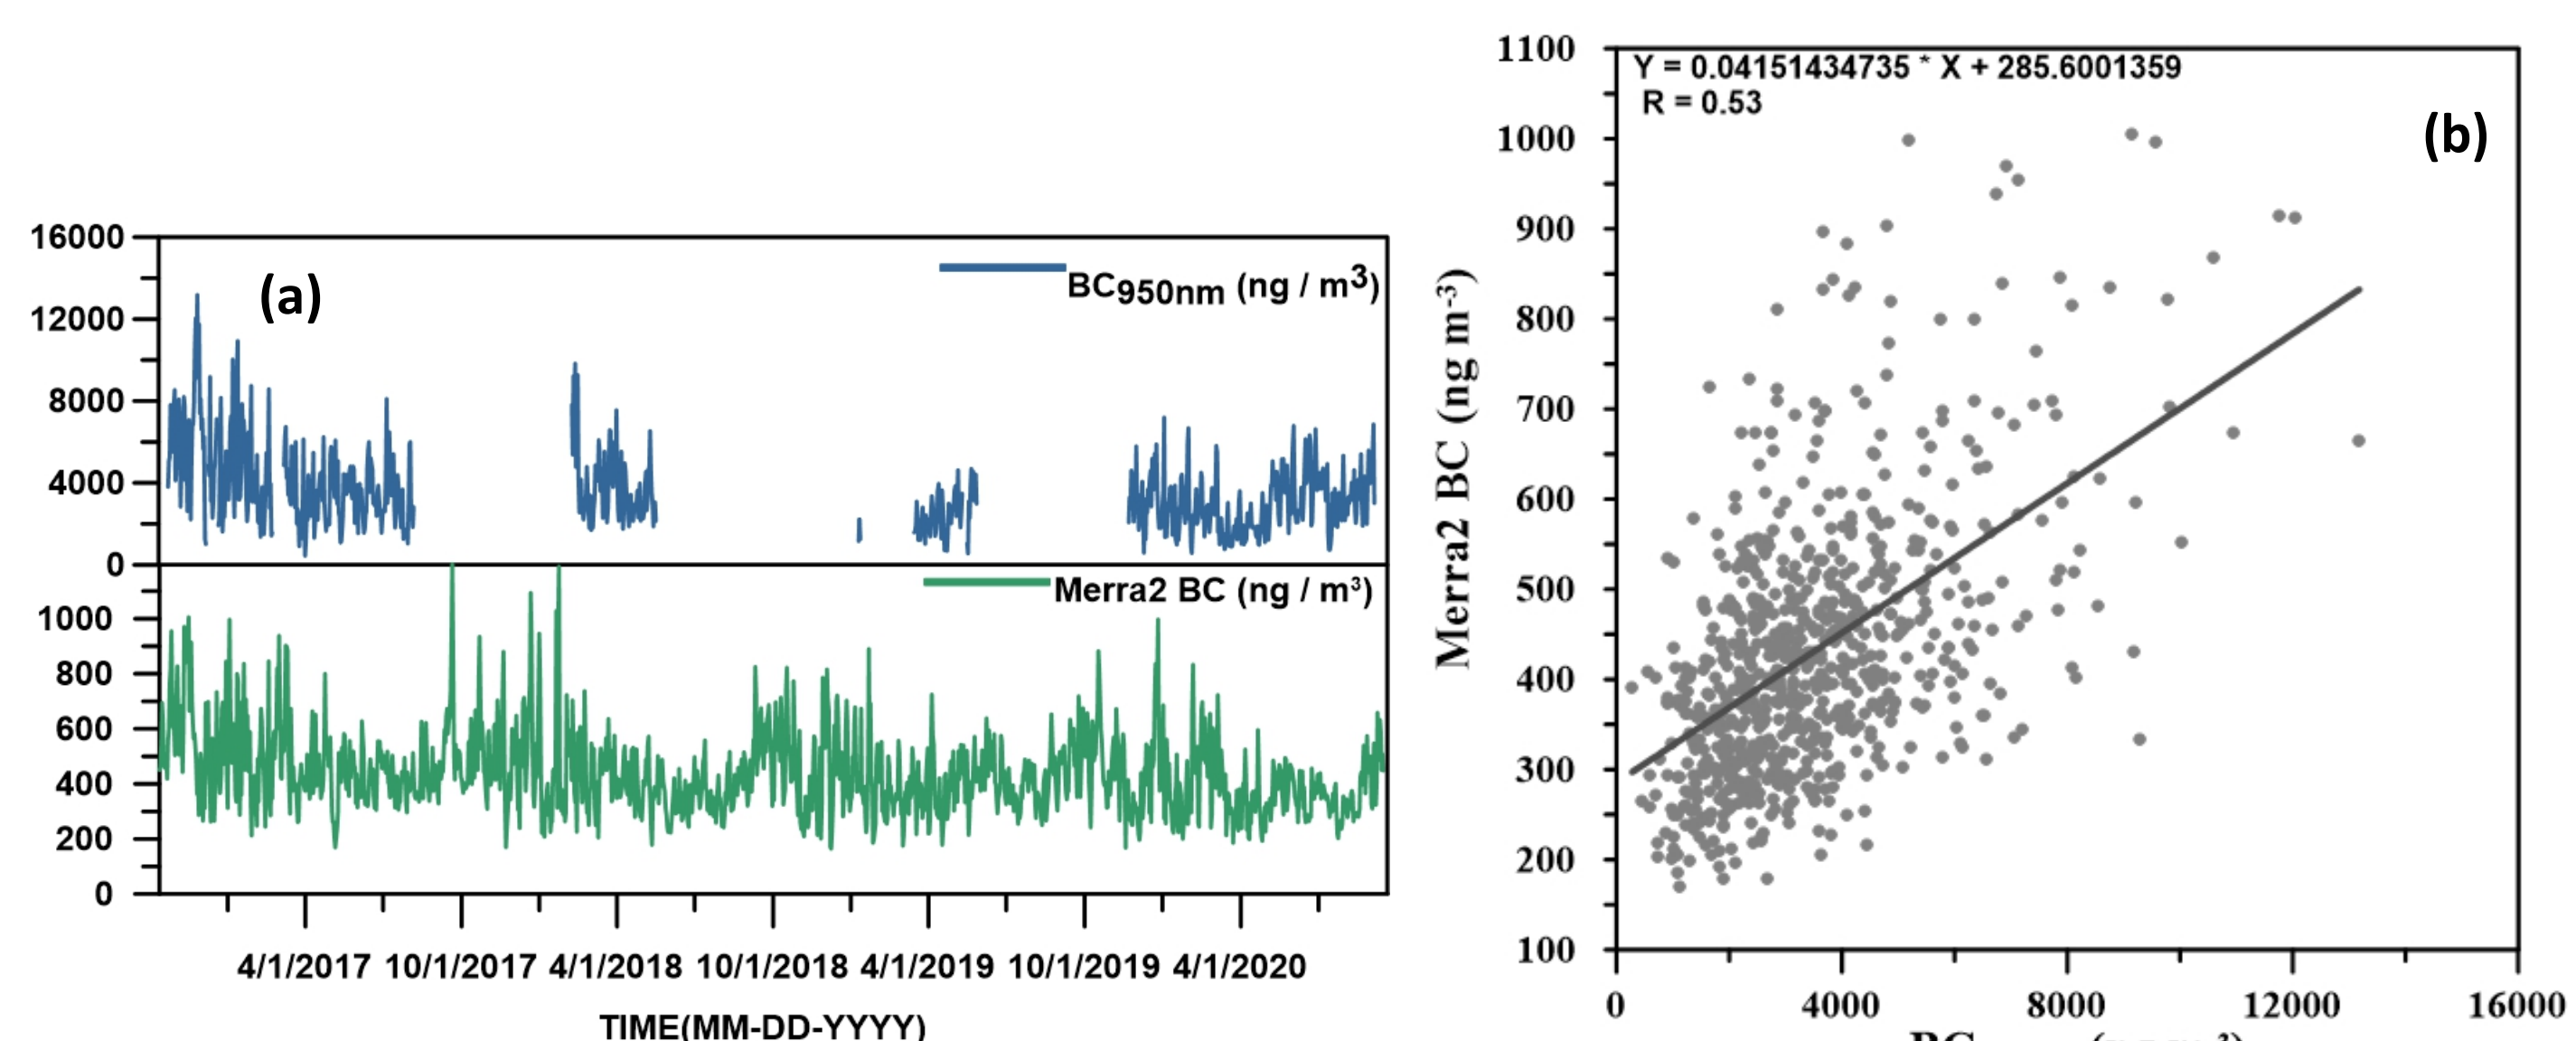 (a)
BC950nm (ng / m3)
16000
12000
8000
4000
0
Merra2 BC (ng / m³)
1000
800
600
400
200
0
4/1/2017 10/1/2017 4/1/2018 10/1/2018 4/1/2019 10/1/2019 4/1/2020
TIME(MM-DD-YYYY)
Y = 0.04151434735 * X + 285.6001359
R = 0.53
(b)
Merra2 BC (ng m⁻³)
1100
1000
900
800
700
600
500
400
300
200
100
0 4000 8000 12000 16000